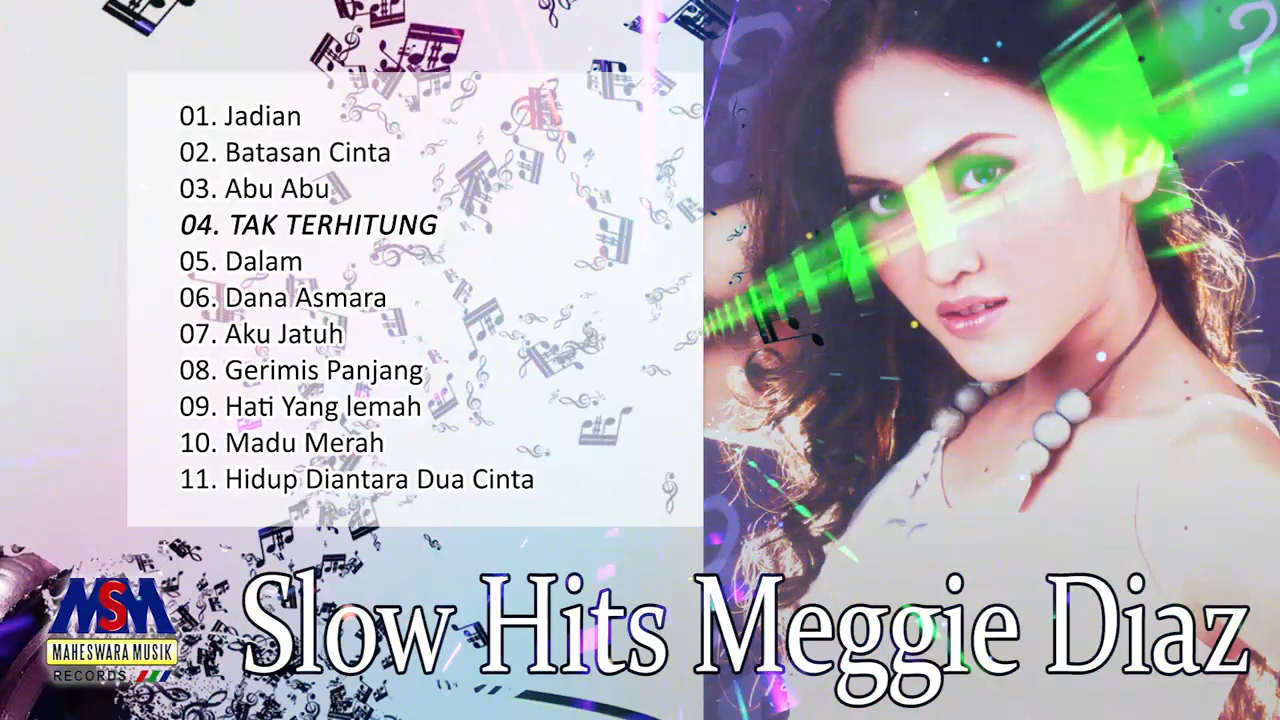 01. Jadian
02. Batasan Cinta
03. Abu Abu
04. TAK TERHITUNG
05. Dalam
06. Dana Asmara
07. Aku Jatuh
08. Gerimis Panjang
09. Hati Yang lemah
10. Madu Merah
11. Hidup Diantara Dua Cinta
MSM
MAHESWARA MUSIK
RECORDS
Slow Hits Meggie Diaz